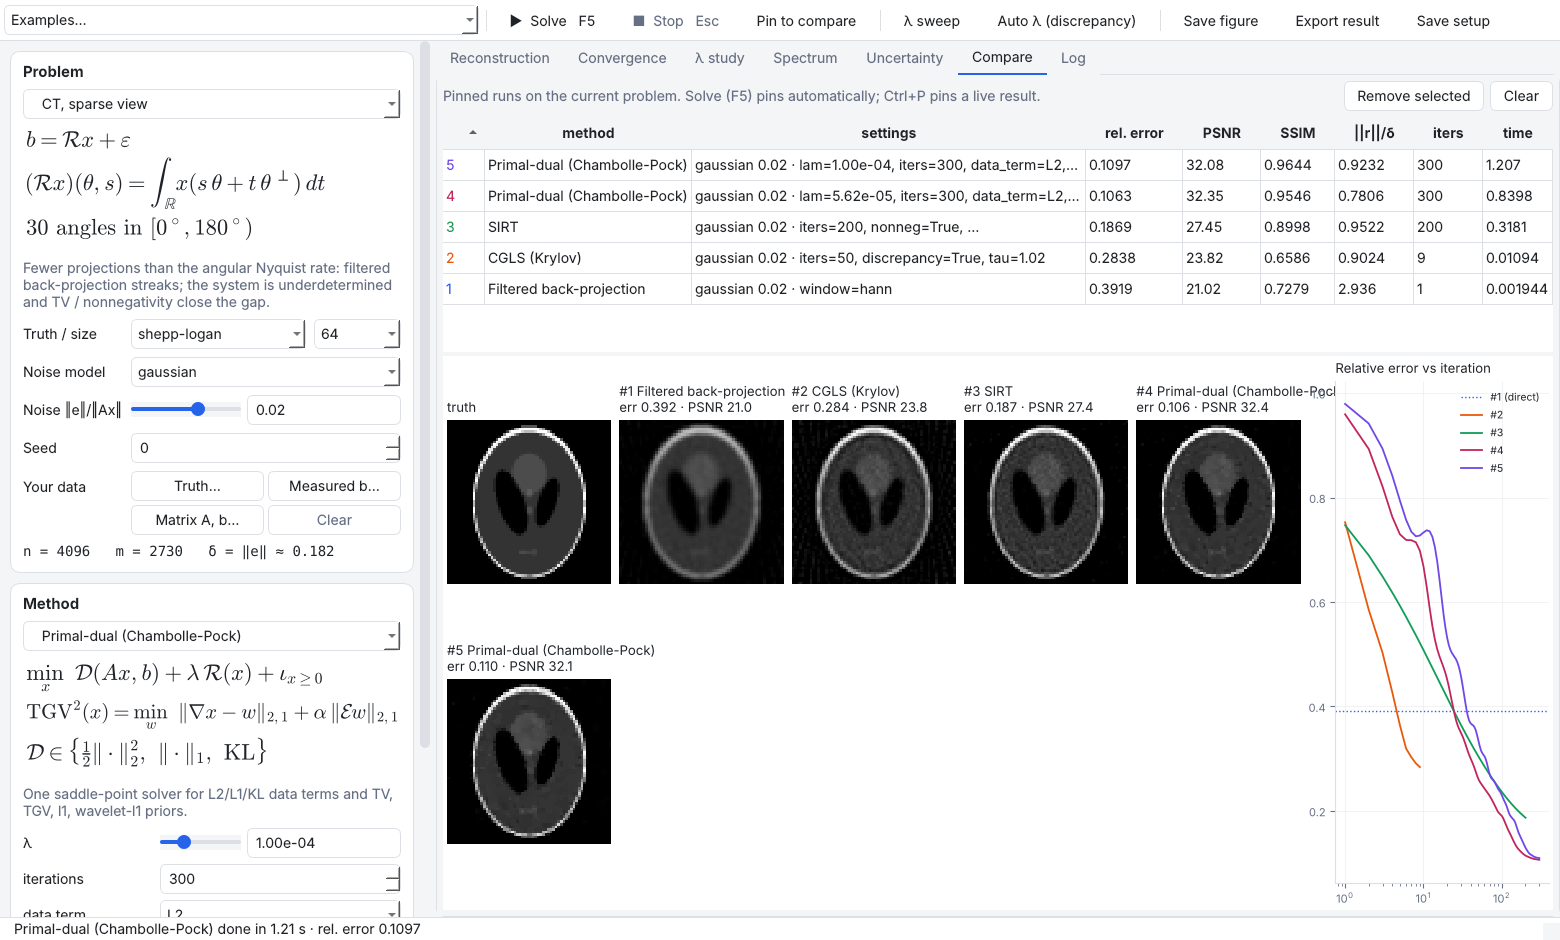 Examples...
Solve F5
Stop Esc
Pin to compare
λ sweep
Auto λ (discrepancy)
Save figure
Export result
Save setup
Problem
CT, sparse view
b = ℛx + ε
(ℛx)(θ, s) = ∫_ℝ x(s θ + t θ^⊥) dt
30 angles in [0°, 180°)
Fewer projections than the angular Nyquist rate: filtered
back-projection streaks; the system is underdetermined
and TV / nonnegativity close the gap.
Truth / size shepp-logan 64
Noise model gaussian
Noise ‖e‖/‖Ax‖ 0.02
Seed 0
Your data Truth... Measured b...
Matrix A, b... Clear
n = 4096 m = 2730 δ = ‖e‖ ≈ 0.182
Method
Primal-dual (Chambolle-Pock)
min_x 𝒟(Ax, b) + λ ℛ(x) + ι_{x ≥ 0}
TGV²(x) = min_w ‖∇x − w‖_{2,1} + α ‖ℰw‖_{2,1}
𝒟 ∈ {½‖·‖₂², ‖·‖₁, KL}
One saddle-point solver for L2/L1/KL data terms and TV,
TGV, l1, wavelet-l1 priors.
λ 1.00e-04
iterations 300
data term L2
Reconstruction Convergence λ study Spectrum Uncertainty Compare Log
Pinned runs on the current problem. Solve (F5) pins automatically; Ctrl+P pins a live result.
Remove selected Clear
method settings rel. error PSNR SSIM ||r||/δ iters time
5 Primal-dual (Chambolle-Pock) gaussian 0.02 · lam=1.00e-04, iters=300, data_term=L2,... 0.1097 32.08 0.9644 0.9232 300 1.207
4 Primal-dual (Chambolle-Pock) gaussian 0.02 · lam=5.62e-05, iters=300, data_term=L2,... 0.1063 32.35 0.9546 0.7806 300 0.8398
3 SIRT gaussian 0.02 · iters=200, nonneg=True, ... 0.1869 27.45 0.8998 0.9522 200 0.3181
2 CGLS (Krylov) gaussian 0.02 · iters=50, discrepancy=True, tau=1.02 0.2838 23.82 0.6586 0.9024 9 0.01094
1 Filtered back-projection gaussian 0.02 · window=hann 0.3919 21.02 0.7279 2.936 1 0.001944
truth
#1 Filtered back-projection
err 0.392 · PSNR 21.0
#2 CGLS (Krylov)
err 0.284 · PSNR 23.8
#3 SIRT
err 0.187 · PSNR 27.4
#4 Primal-dual (Chambolle-Pock
err 0.106 · PSNR 32.4
#5 Primal-dual (Chambolle-Pock)
err 0.110 · PSNR 32.1
Relative error vs iteration
#1 (direct)
#2
#3
#4
#5
1.0
0.8
0.6
0.4
0.2
10⁰ 10¹ 10²
Primal-dual (Chambolle-Pock) done in 1.21 s · rel. error 0.1097